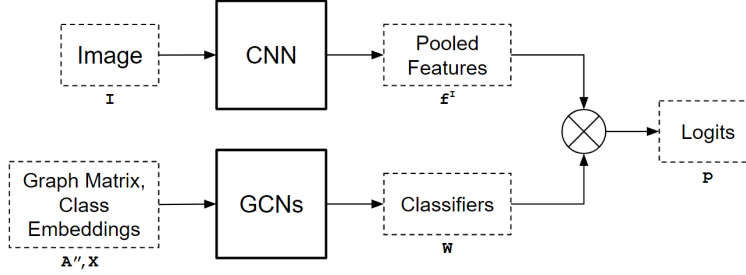 Image
I
CNN
Pooled
Features
f^I
Logits
p
Graph Matrix,
Class
Embeddings
A″,X
GCNs
Classifiers
W